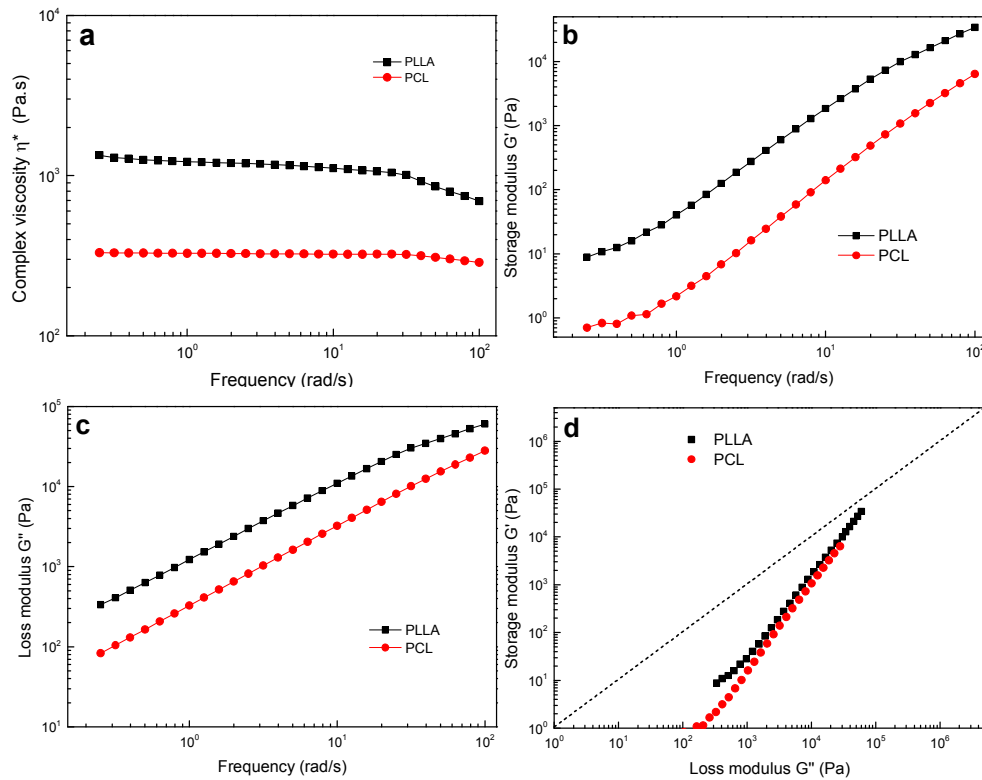 a
PLLA
PCL
Complex viscosity η* (Pa.s)
10³
10³
10²
10⁰
10¹
10²
Frequency (rad/s)
b
Storage modulus G' (Pa)
10⁴
10³
10²
10¹
10⁰
PLLA
PCL
10⁰
10¹
10²
Frequency (rad/s)
c
Loss modulus G'' (Pa)
10⁵
10⁴
10³
10²
10¹
PLLA
PCL
10⁰
10¹
10²
Frequency (rad/s)
d
PLLA
PCL
Storage modulus G' (Pa)
10⁶
10⁵
10⁴
10³
10²
10¹
10⁰
10⁰
10¹
10²
10³
10⁴
10⁵
10⁶
Loss modulus G'' (Pa)